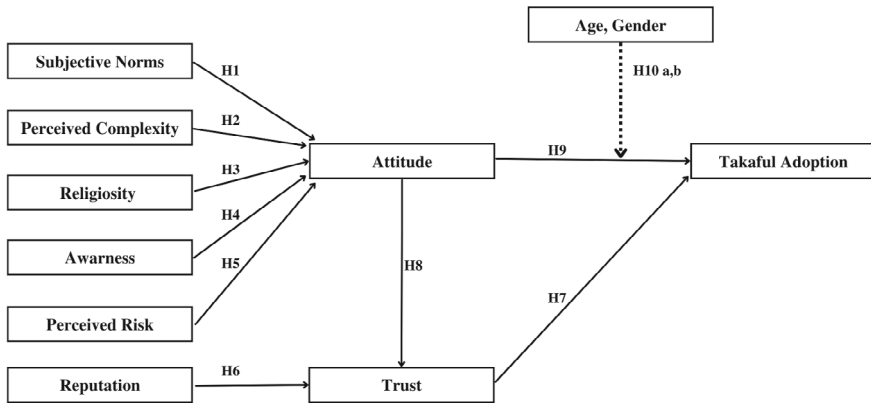 Age, Gender
Subjective Norms
H1
H10 a,b
Perceived Complexity
H2
Attitude
H9
Takaful Adoption
Religiosity
H3
H4
Awarness
H5
H8
H7
Perceived Risk
Reputation
H6
Trust